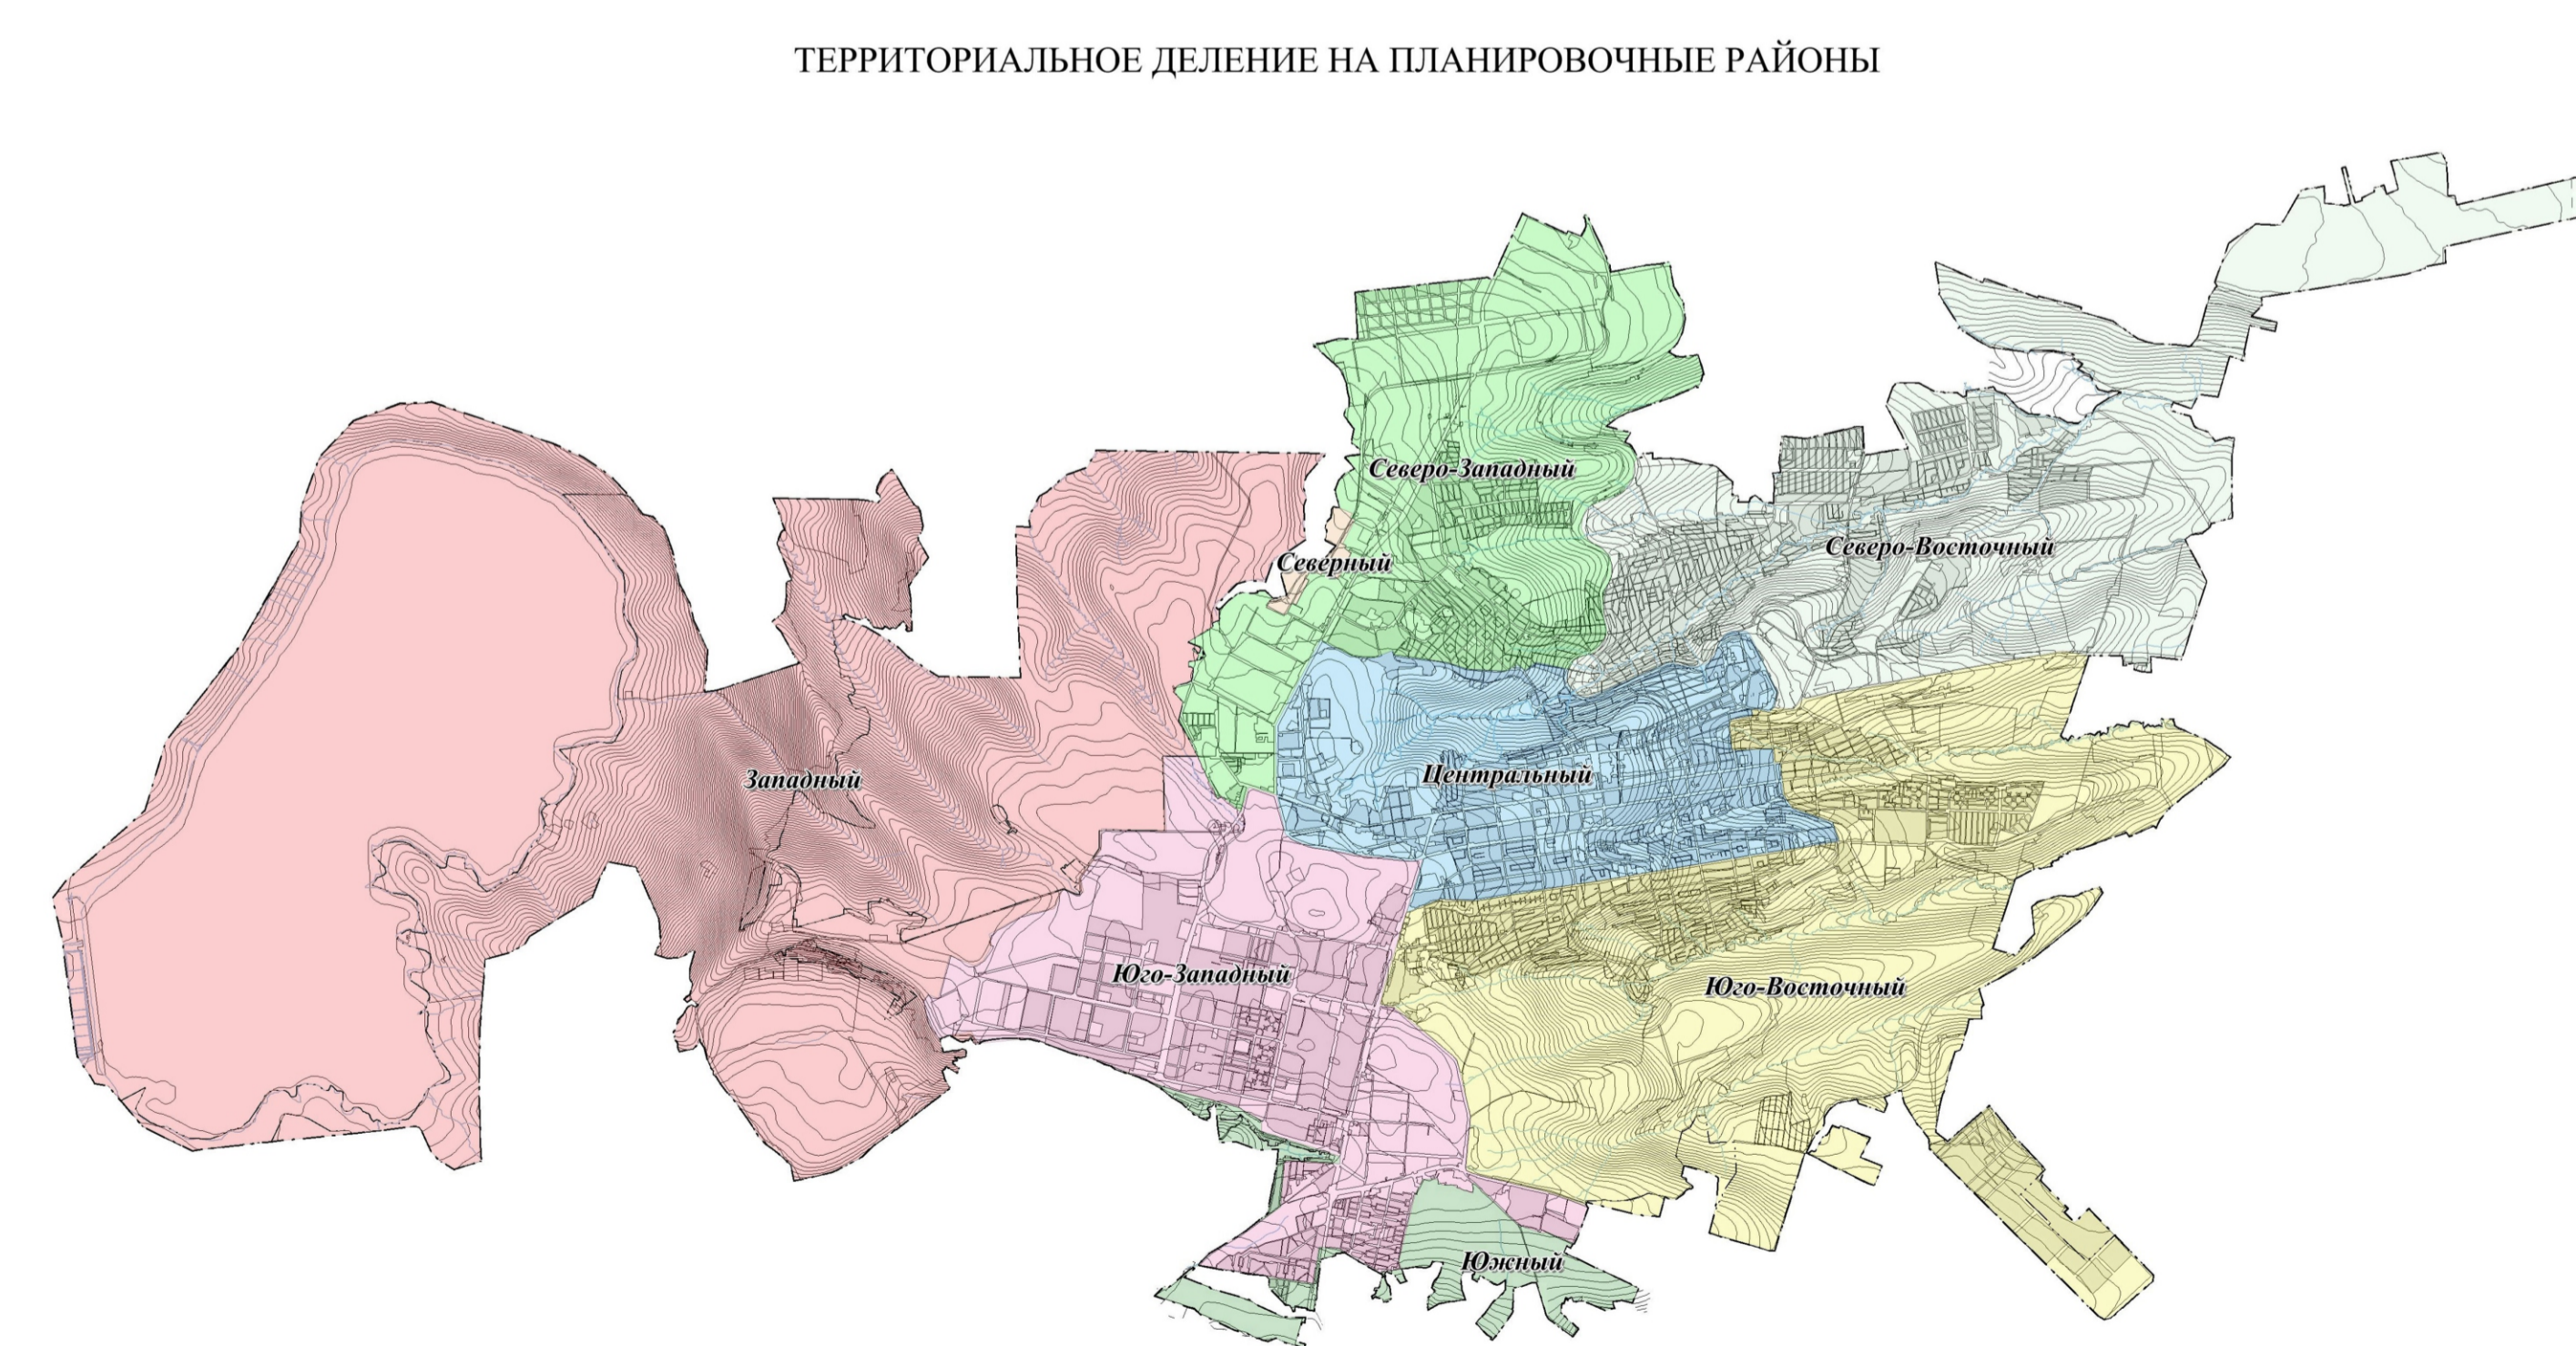 ТЕРРИТОРИАЛЬНОЕ ДЕЛЕНИЕ НА ПЛАНИРОВОЧНЫЕ РАЙОНЫ
Северо-Западный
Северо-Восточный
Северный
Западный
Центральный
Юго-Западный
Юго-Восточный
Южный